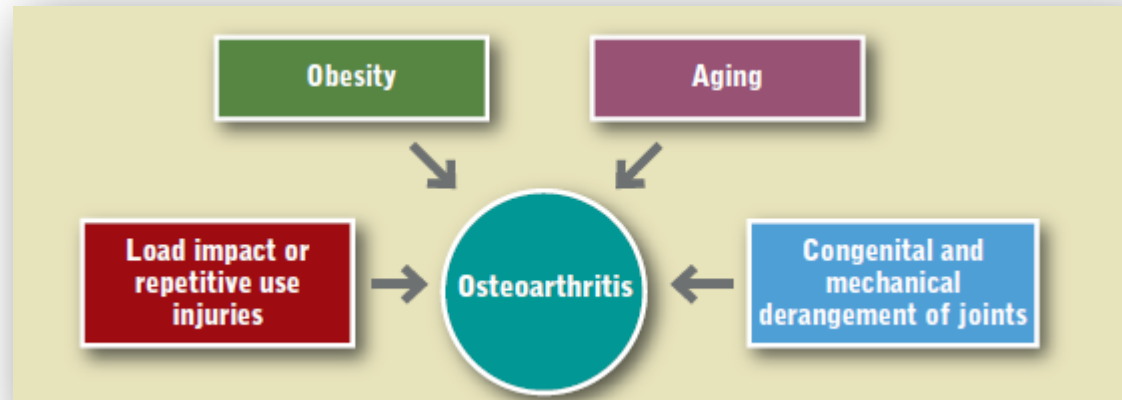 Obesity
Aging
Load impact or
repetitive use
injuries
Osteoarthritis
Congenital and
mechanical
derangement of joints